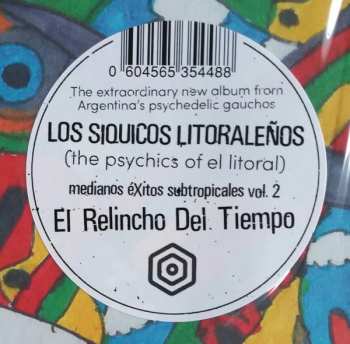 0 604565 354488
The extraordinary new album from
Argentina's psychedelic gauchos
LOS SIQUICOS LITORALEÑOS
(the psychics of el litoral)
medianos éXitos subtropicales vol. 2
El Relincho Del Tiempo